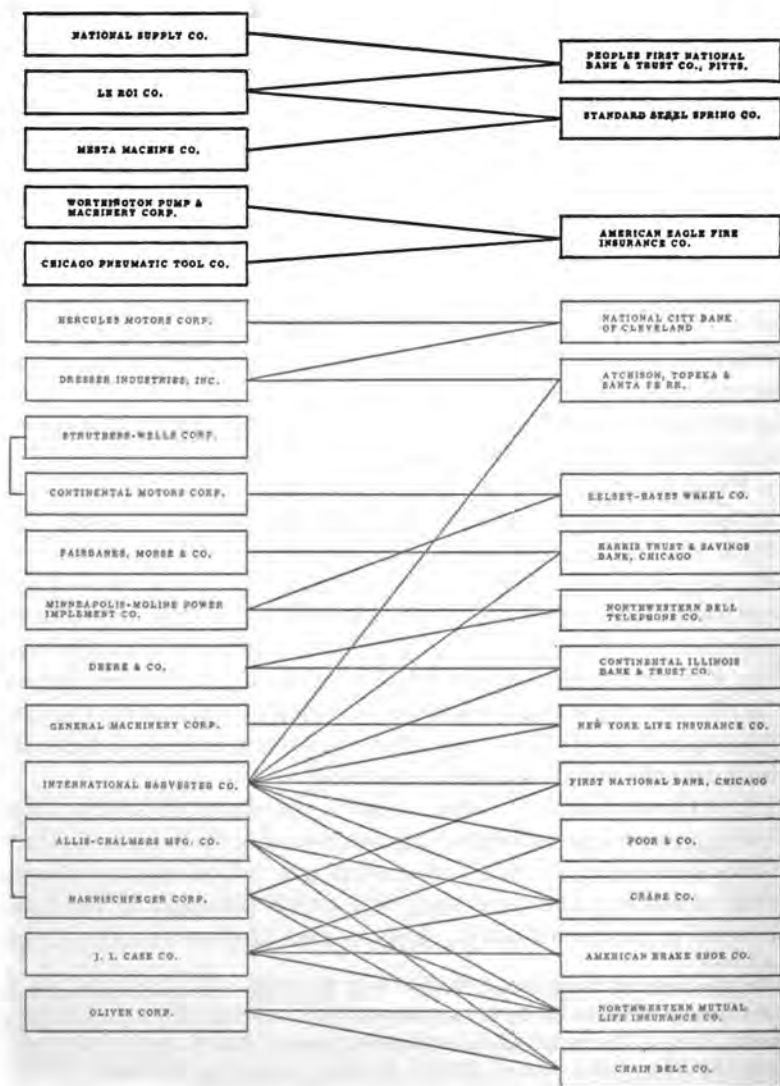 NATIONAL SUPPLY CO.
LE ROI CO.
MESTA MACHINE CO.
WORTHINGTON PUMP &
MACHINERY CORP.
CHICAGO PNEUMATIC TOOL CO.
HERCULES MOTORS CORP.
DRESSER INDUSTRIES, INC.
STRUTHERS-WELLS CORP.
CONTINENTAL MOTORS CORP.
FAIRBANKS, MORSE & CO.
MINNEAPOLIS-MOLINE POWER
IMPLEMENT CO.
DEERE & CO.
GENERAL MACHINERY CORP.
INTERNATIONAL HARVESTER CO.
ALLIS-CHALMERS MFG. CO.
HARNISCHFEGER CORP.
J. I. CASE CO.
OLIVER CORP.
PEOPLES FIRST NATIONAL
BANK & TRUST CO., PITTS.
STANDARD STEEL SPRING CO.
AMERICAN EAGLE FIRE
INSURANCE CO.
NATIONAL CITY BANK
OF CLEVELAND
ATCHISON, TOPEKA &
SANTA FE RR.
KELSEY-HAYES WHEEL CO.
HARRIS TRUST & SAVINGS
BANK, CHICAGO
NORTHWESTERN BELL
TELEPHONE CO.
CONTINENTAL ILLINOIS
BANK & TRUST CO.
NEW YORK LIFE INSURANCE CO.
FIRST NATIONAL BANK, CHICAGO
POOR & CO.
CRANE CO.
AMERICAN BRAKE SHOE CO.
NORTHWESTERN MUTUAL
LIFE INSURANCE CO.
CHAIN BELT CO.